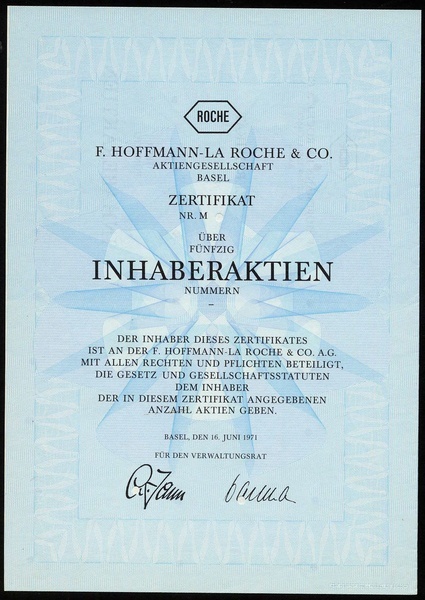 ROCHE
F. HOFFMANN-LA ROCHE & CO.
AKTIENGESELLSCHAFT
BASEL
ZERTIFIKAT
NR. M
ÜBER
FÜNFZIG
INHABERAKTIEN
NUMMERN
–
DER INHABER DIESES ZERTIFIKATES
IST AN DER F. HOFFMANN-LA ROCHE & CO. A.G.
MIT ALLEN RECHTEN UND PFLICHTEN BETEILIGT,
DIE GESETZ UND GESELLSCHAFTSSTATUTEN
DEM INHABER
DER IN DIESEM ZERTIFIKAT ANGEGEBENEN
ANZAHL AKTIEN GEBEN.
BASEL, DEN 16. JUNI 1971
FÜR DEN VERWALTUNGSRAT